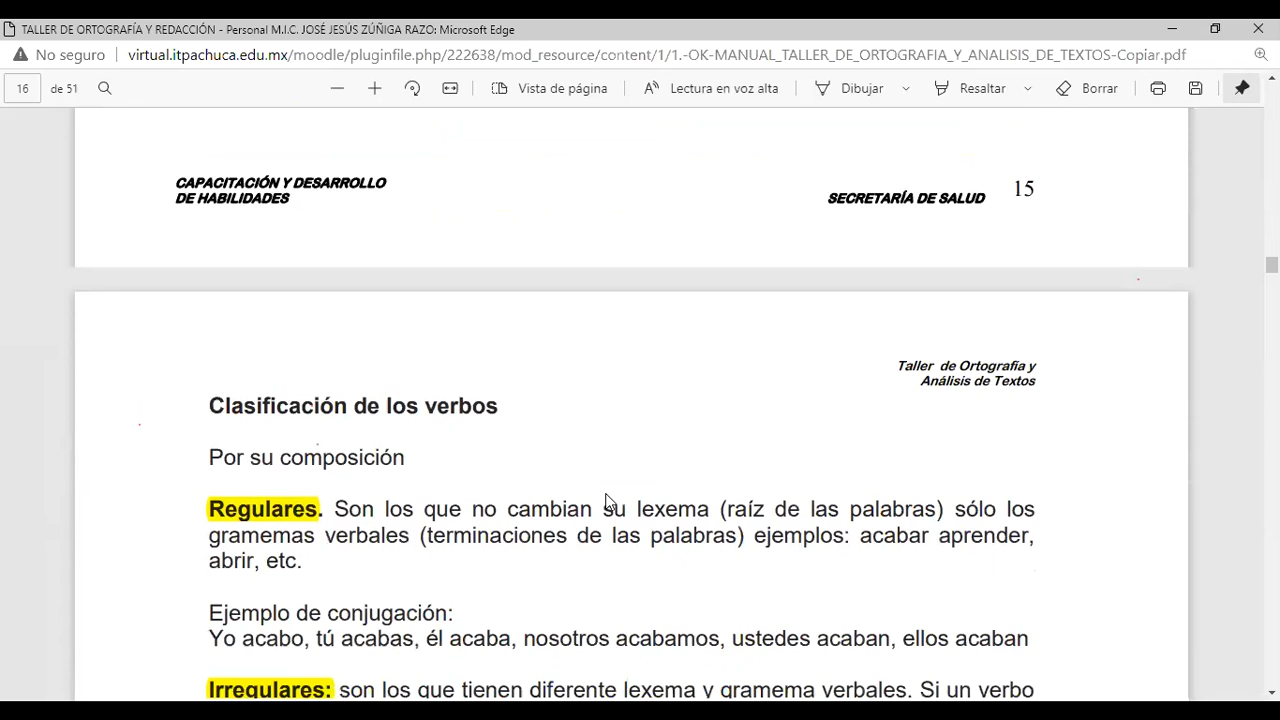 TALLER DE ORTOGRAFÍA Y REDACCIÓN - Personal M.I.C. JOSÉ JESÚS ZÚÑIGA RAZO: Microsoft Edge
No seguro virtual.itpachuca.edu.mx/moodle/pluginfile.php/222638/mod_resource/content/1/1.-OK-MANUAL_TALLER_DE_ORTOGRAFIA_Y_ANALISIS_DE_TEXTOS-Copiar.pdf
16 de 51 Vista de página Lectura en voz alta Dibujar Resaltar Borrar
CAPACITACIÓN Y DESARROLLO
DE HABILIDADES SECRETARÍA DE SALUD 15
Taller de Ortografía y
Análisis de Textos
Clasificación de los verbos
Por su composición
Regulares. Son los que no cambian su lexema (raíz de las palabras) sólo los
gramemas verbales (terminaciones de las palabras) ejemplos: acabar aprender,
abrir, etc.
Ejemplo de conjugación:
Yo acabo, tú acabas, él acaba, nosotros acabamos, ustedes acaban, ellos acaban
Irregulares: son los que tienen diferente lexema y gramema verbales. Si un verbo